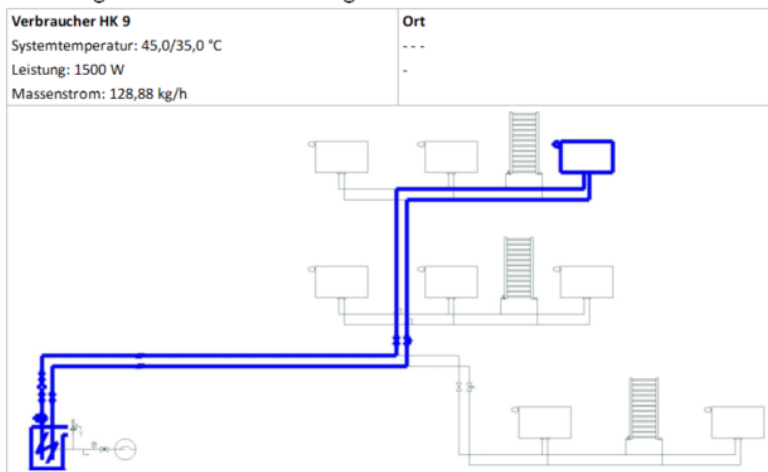 Verbraucher HK 9
Systemtemperatur: 45,0/35,0 °C
Leistung: 1500 W
Massenstrom: 128,88 kg/h
Ort
- - -
-